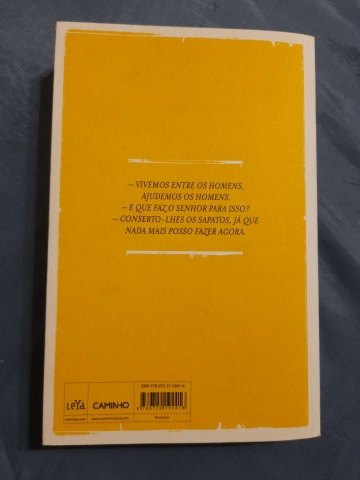 – VIVEMOS ENTRE OS HOMENS,
AJUDEMOS OS HOMENS.
– E QUE FAZ O SENHOR PARA ISSO?
– CONSERTO-LHES OS SAPATOS, JÁ QUE
NADA MAIS POSSO FAZER AGORA.
LeYa
CAMINHO